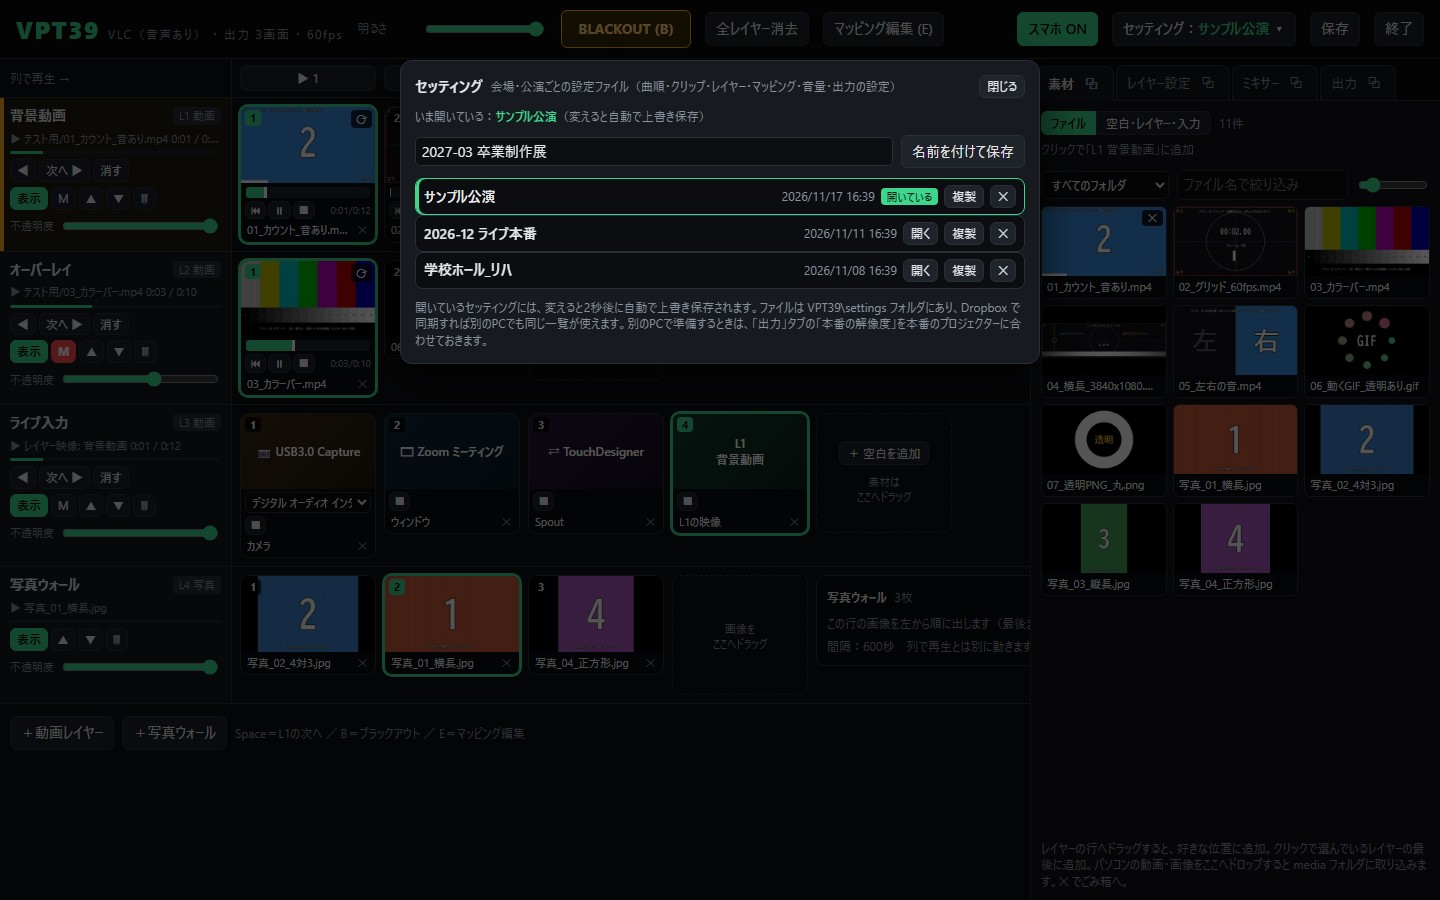 VPT39 VLC（音声あり）・出力 3画面・60fps 明るさ BLACKOUT (B) 全レイヤー消去 マッピング編集 (E) スマホ ON セッティング：サンプル公演 ▼ 保存 終了
列で再生 →
▶ 1
セッティング 会場・公演ごとの設定ファイル（曲順・クリップ・レイヤー・マッピング・音量・出力の設定） 閉じる
いま開いている：サンプル公演（変えると自動で上書き保存）
2027-03 卒業制作展 名前を付けて保存
サンプル公演 2026/11/17 16:39 開いている 複製 ✕
2026-12 ライブ本番 2026/11/11 16:39 開く 複製 ✕
学校ホール_リハ 2026/11/08 16:39 開く 複製 ✕
開いているセッティングには、変えると2秒後に自動で上書き保存されます。ファイルは VPT39\settings フォルダにあり、Dropbox で
同期すれば別のPCでも同じ一覧が使えます。別のPCで準備するときは、「出力」タブの「本番の解像度」を本番のプロジェクターに合
わせておきます。
背景動画 L1 動画
▶ テスト用/01_カウント_音あり.mp4 0:01 / 0:...
◀ 次へ ▶ 消す
表示 M ▲ ▼
不透明度
1
2
0:01/0:12
01_カウント_音あり.m...
オーバーレイ L2 動画
▶ テスト用/03_カラーバー.mp4 0:03 / 0:10
◀ 次へ ▶ 消す
表示 M ▲ ▼
不透明度
1
0:03/0:10
03_カラーバー.mp4 ✕
ライブ入力 L3 動画
▶ レイヤー映像: 背景動画 0:01 / 0:12
◀ 次へ ▶ 消す
表示 M ▲ ▼
不透明度
1
USB3.0 Capture
デジタル オーディオ インタ
カメラ ✕
2
Zoom ミーティング
ウィンドウ ✕
3
TouchDesigner
Spout ✕
4
L1
背景動画
L1の映像 ✕
＋ 空白を追加
素材は
ここへドラッグ
写真ウォール L4 写真
▶ 写真_01_横長.jpg
表示 ▲ ▼
不透明度
1
2
写真_02_4対3.jpg ✕
2
1
写真_01_横長.jpg ✕
3
4
写真_04_正方形.jpg ✕
画像を
ここへドラッグ
写真ウォール 3枚
この行の画像を左から順に出します（最後ま
間隔：600秒 列で再生とは別に動きます
＋動画レイヤー ＋写真ウォール Space＝L1の次へ ／ B＝ブラックアウト ／ E＝マッピング編集
素材 レイヤー設定 ミキサー 出力
ファイル 空白・レイヤー・入力 11件
クリックで「L1 背景動画」に追加
すべてのフォルダ ファイル名で絞り込み
2
01_カウント_音あり.mp4
00:02.00
02_グリッド_60fps.mp4
03_カラーバー.mp4
04_横長_3840x1080....
左 右
05_左右の音.mp4
GIF
06_動くGIF_透明あり.gif
透明
07_透明PNG_丸.png
1
写真_01_横長.jpg
2
写真_02_4対3.jpg
3
写真_03_縦長.jpg
4
写真_04_正方形.jpg
レイヤーの行へドラッグすると、好きな位置に追加。クリックで選んでいるレイヤーの最
後に追加。パソコンの動画・画像をここへドロップすると media フォルダに取り込みま
す。✕ でごみ箱へ。